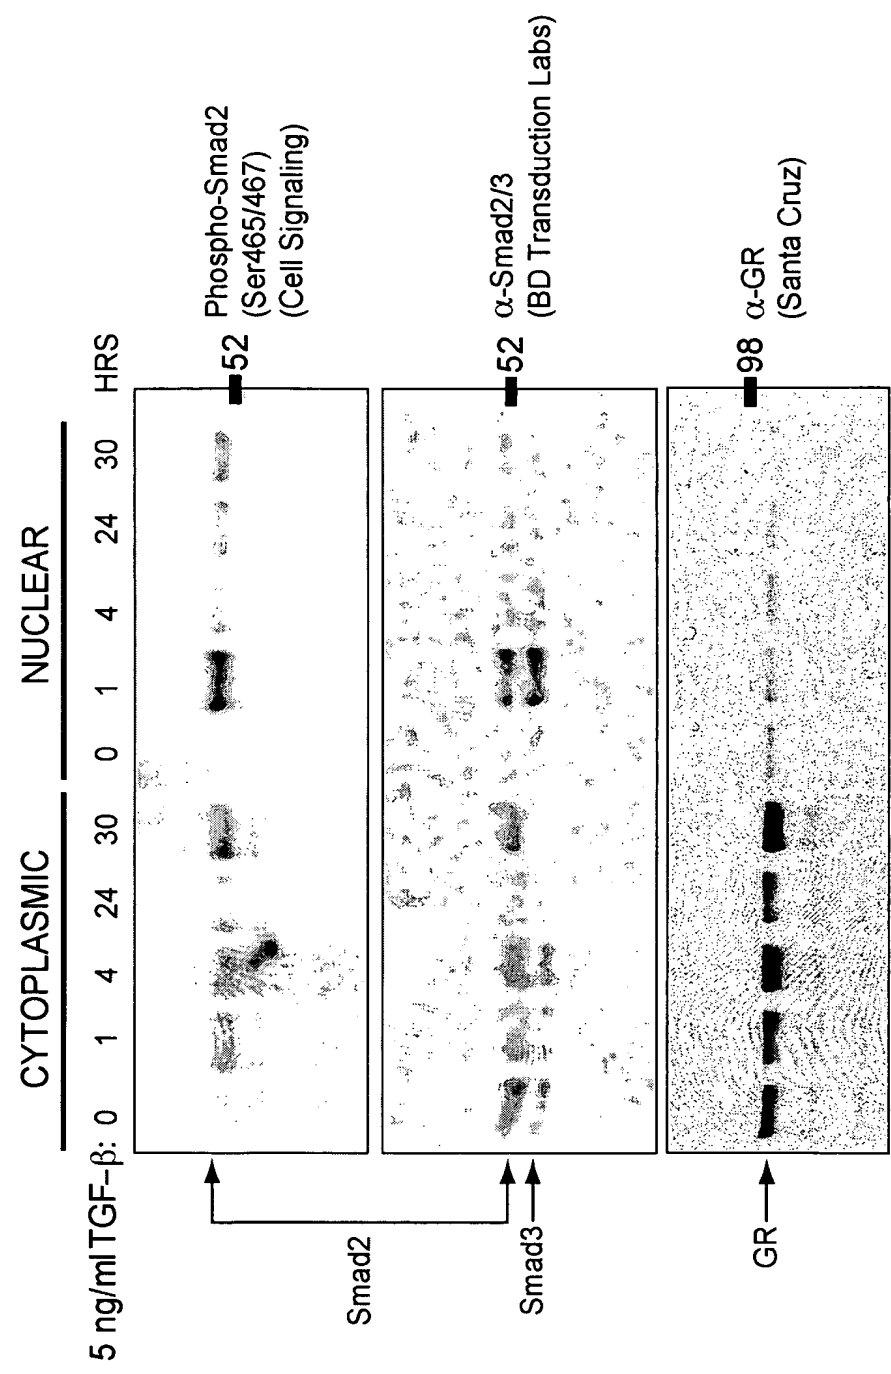 CYTOPLASMIC NUCLEAR
5 ng/ml TGF–β: 0 1 4 24 30 0 1 4 24 30 HRS
52
Phospho-Smad2
(Ser465/467)
(Cell Signaling)
Smad2
52
α-Smad2/3
(BD Transduction Labs)
Smad3
98
α-GR
(Santa Cruz)
GR